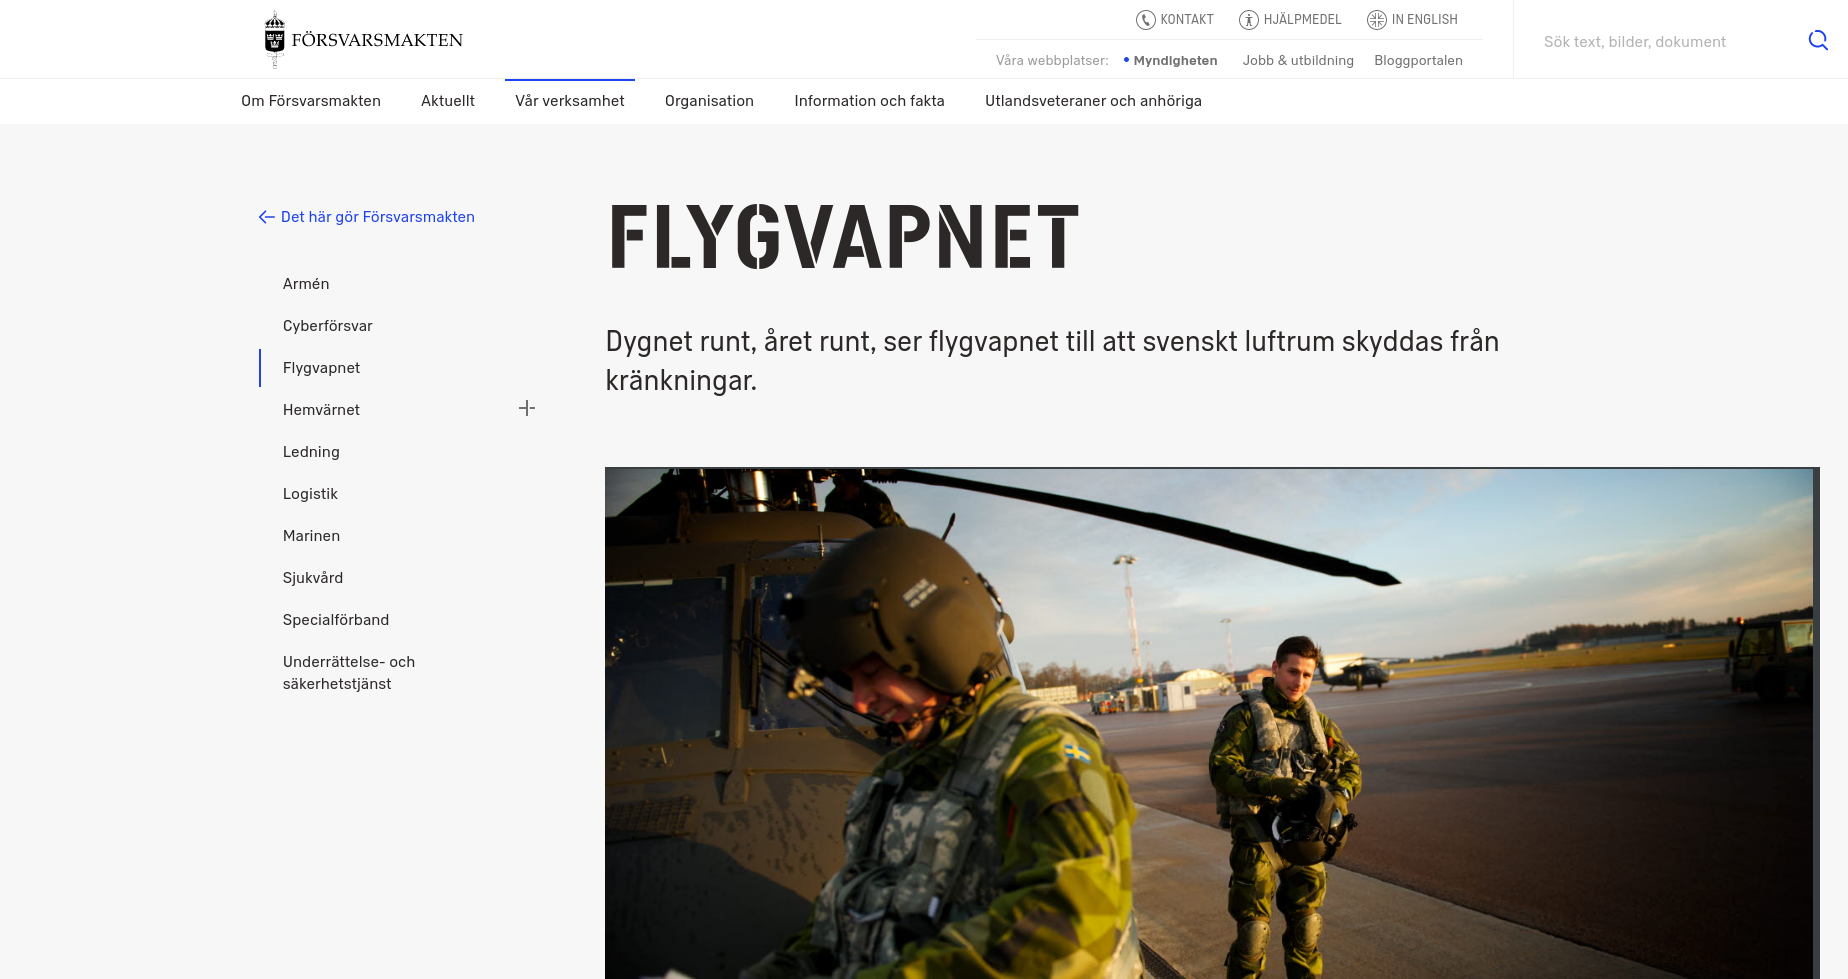 FÖRSVARSMAKTEN
KONTAKT
HJÄLPMEDEL
IN ENGLISH
Våra webbplatser:
Myndigheten
Jobb & utbildning
Bloggportalen
Sök text, bilder, dokument
Om Försvarsmakten
Aktuellt
Vår verksamhet
Organisation
Information och fakta
Utlandsveteraner och anhöriga
Det här gör Försvarsmakten
Armén
Cyberförsvar
Flygvapnet
Hemvärnet
Ledning
Logistik
Marinen
Sjukvård
Specialförband
Underrättelse- och
säkerhetstjänst
FLYGVAPNET
Dygnet runt, året runt, ser flygvapnet till att svenskt luftrum skyddas från
kränkningar.